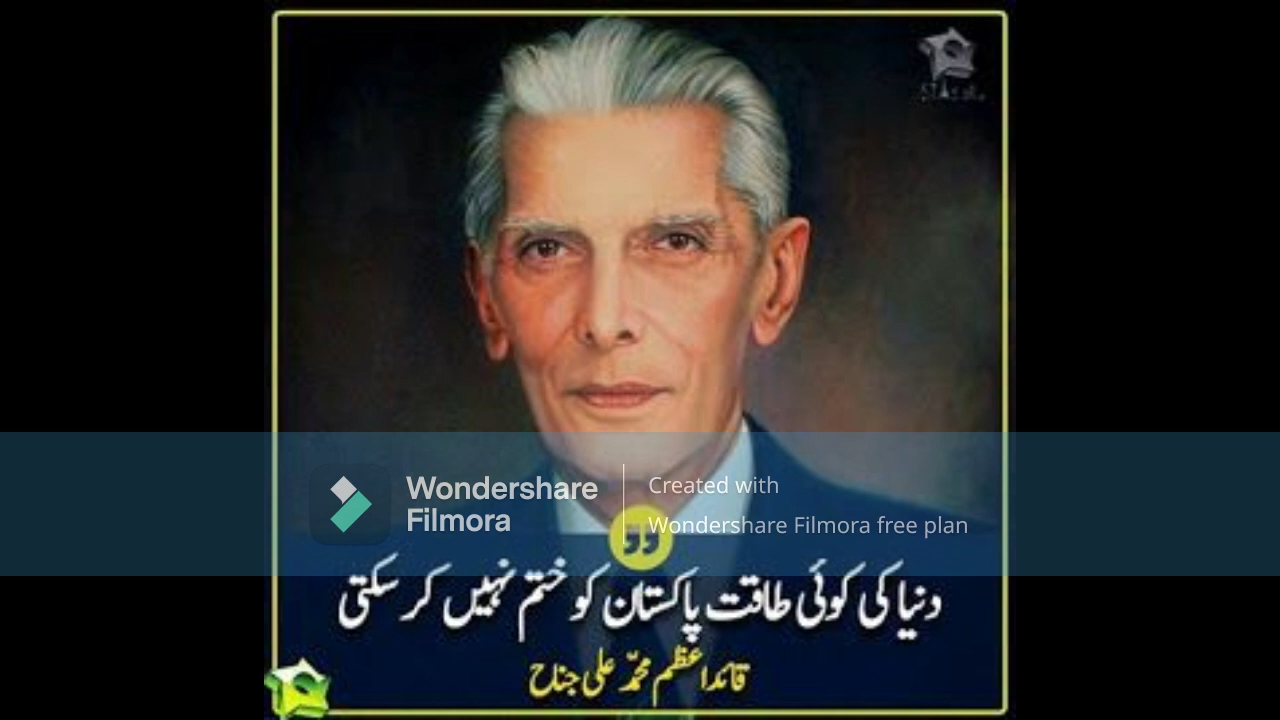 Wondershare
Filmora
Created with
Wondershare Filmora free plan
دنیا کی کوئی طاقت پاکستان کو ختم نہیں کر سکتی
قائداعظم محمّد علی جناح